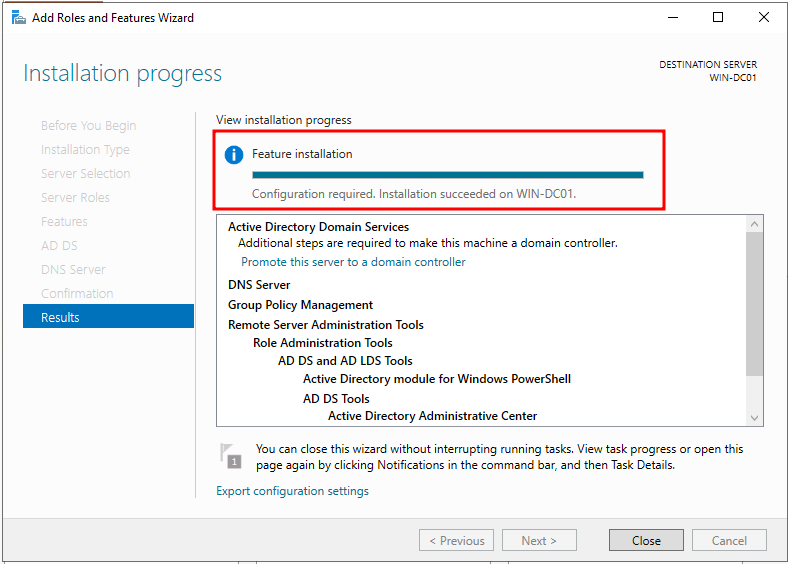 Add Roles and Features Wizard
Installation progress
DESTINATION SERVER
WIN-DC01
Before You Begin
Installation Type
Server Selection
Server Roles
Features
AD DS
DNS Server
Confirmation
Results
View installation progress
Feature installation
Configuration required. Installation succeeded on WIN-DC01.
Active Directory Domain Services
Additional steps are required to make this machine a domain controller.
Promote this server to a domain controller
DNS Server
Group Policy Management
Remote Server Administration Tools
Role Administration Tools
AD DS and AD LDS Tools
Active Directory module for Windows PowerShell
AD DS Tools
Active Directory Administrative Center
1
You can close this wizard without interrupting running tasks. View task progress or open this
page again by clicking Notifications in the command bar, and then Task Details.
Export configuration settings
< Previous
Next >
Close
Cancel